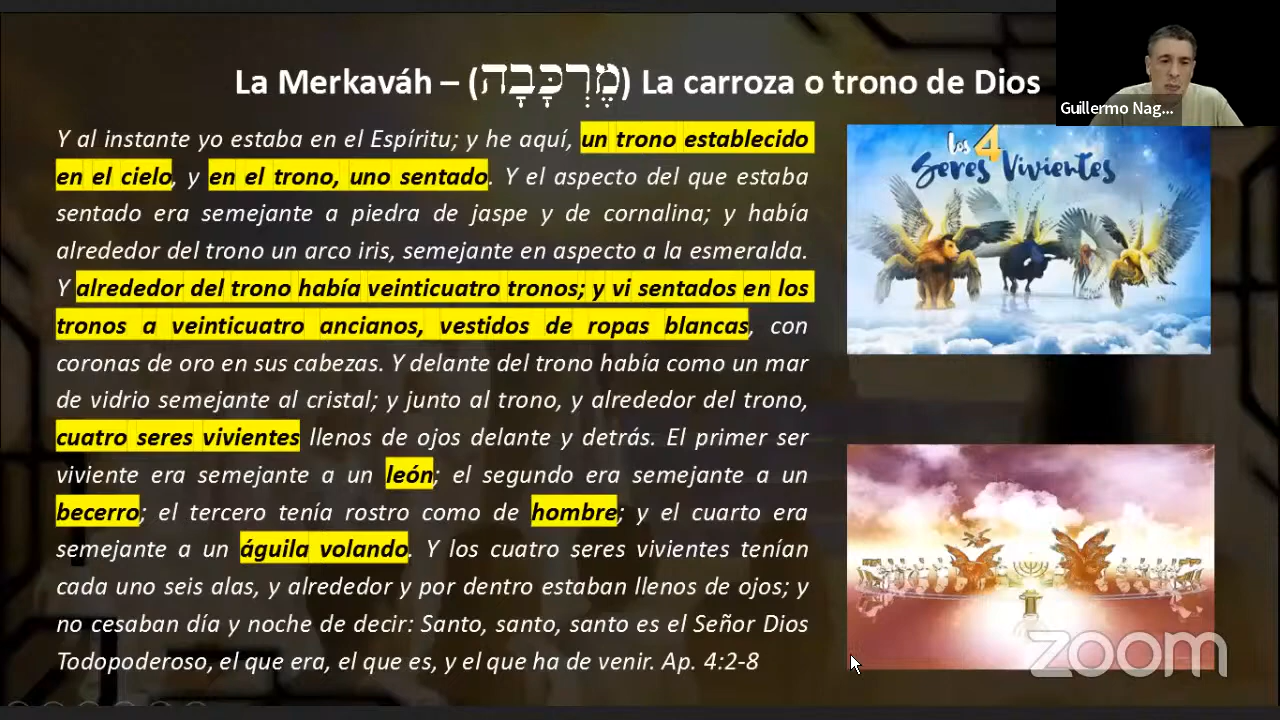 La Merkaváh – (מֶרְכָּבָה) La carroza o trono de Dios
Guillermo Nag...
Y al instante yo estaba en el Espíritu; y he aquí, un trono establecido
en el cielo, y en el trono, uno sentado. Y el aspecto del que estaba
sentado era semejante a piedra de jaspe y de cornalina; y había
alrededor del trono un arco iris, semejante en aspecto a la esmeralda.
Y alrededor del trono había veinticuatro tronos; y vi sentados en los
tronos a veinticuatro ancianos, vestidos de ropas blancas, con
coronas de oro en sus cabezas. Y delante del trono había como un mar
de vidrio semejante al cristal; y junto al trono, y alrededor del trono,
cuatro seres vivientes llenos de ojos delante y detrás. El primer ser
viviente era semejante a un león; el segundo era semejante a un
becerro; el tercero tenía rostro como de hombre; y el cuarto era
semejante a un águila volando. Y los cuatro seres vivientes tenían
cada uno seis alas, y alrededor y por dentro estaban llenos de ojos; y
no cesaban día y noche de decir: Santo, santo, santo es el Señor Dios
Todopoderoso, el que era, el que es, y el que ha de venir. Ap. 4:2-8
los 4
Seres Vivientes
zoom